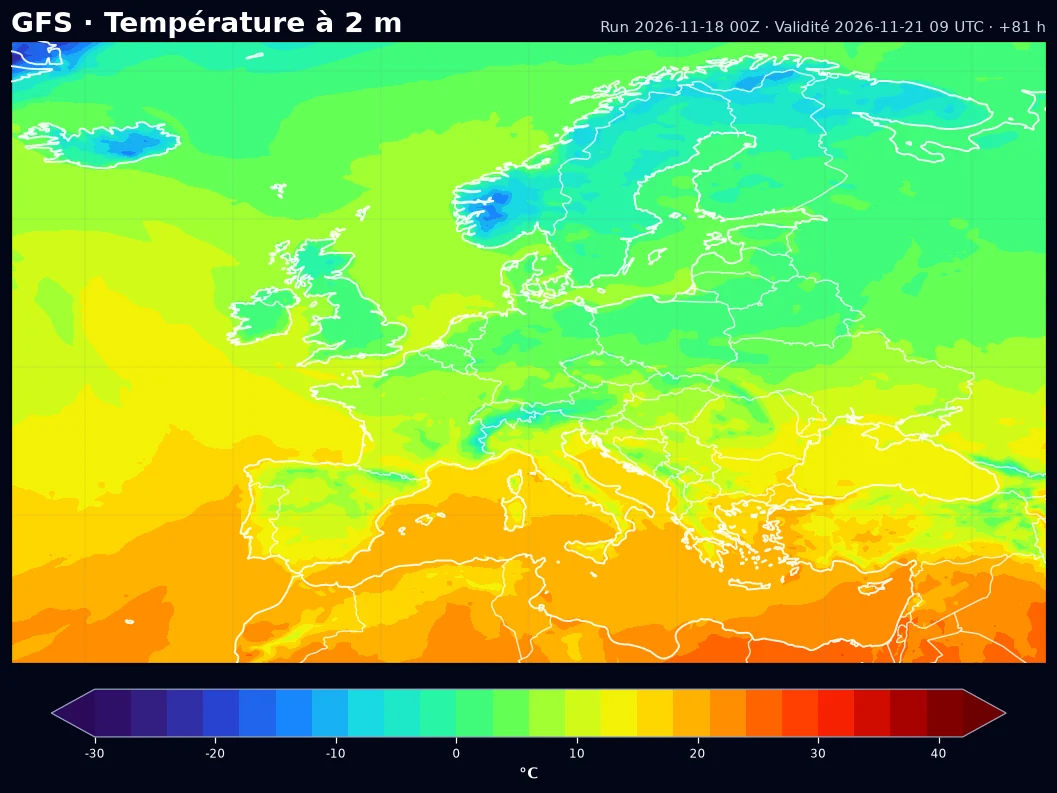 GFS · Température à 2 m
Run 2026-11-18 00Z · Validité 2026-11-21 09 UTC · +81 h
-30 -20 -10 0 10 20 30 40
°C